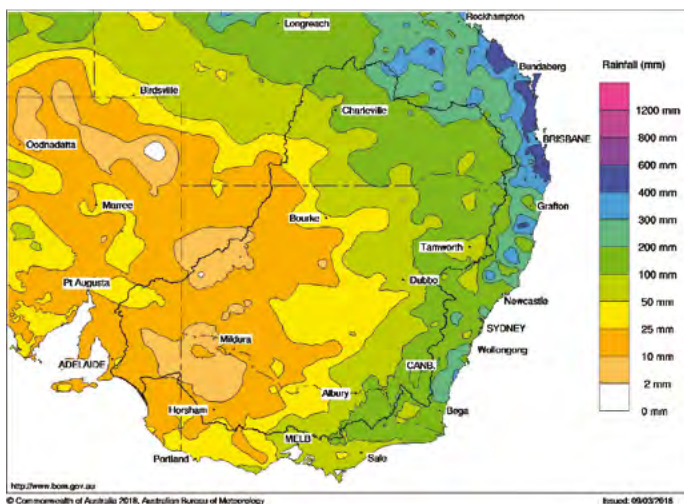 Rockhampton
Longreach
Bundaberg
Birdsville
Charleville
BRISBANE
Oodnadatta
Marree
Grafton
Bourke
Tamworth
Pt Augusta
Dubbo
Newcastle
SYDNEY
Wollongong
Mildura
ADELAIDE
CANB.
Albury
Bega
Horsham
MELB
Portland
Sale
Rainfall (mm)
1200 mm
800 mm
600 mm
400 mm
300 mm
200 mm
100 mm
50 mm
25 mm
10 mm
2 mm
0 mm
http://www.bom.gov.au
© Commonwealth of Australia 2018, Australian Bureau of Meteorology
Issued: 09/03/2018